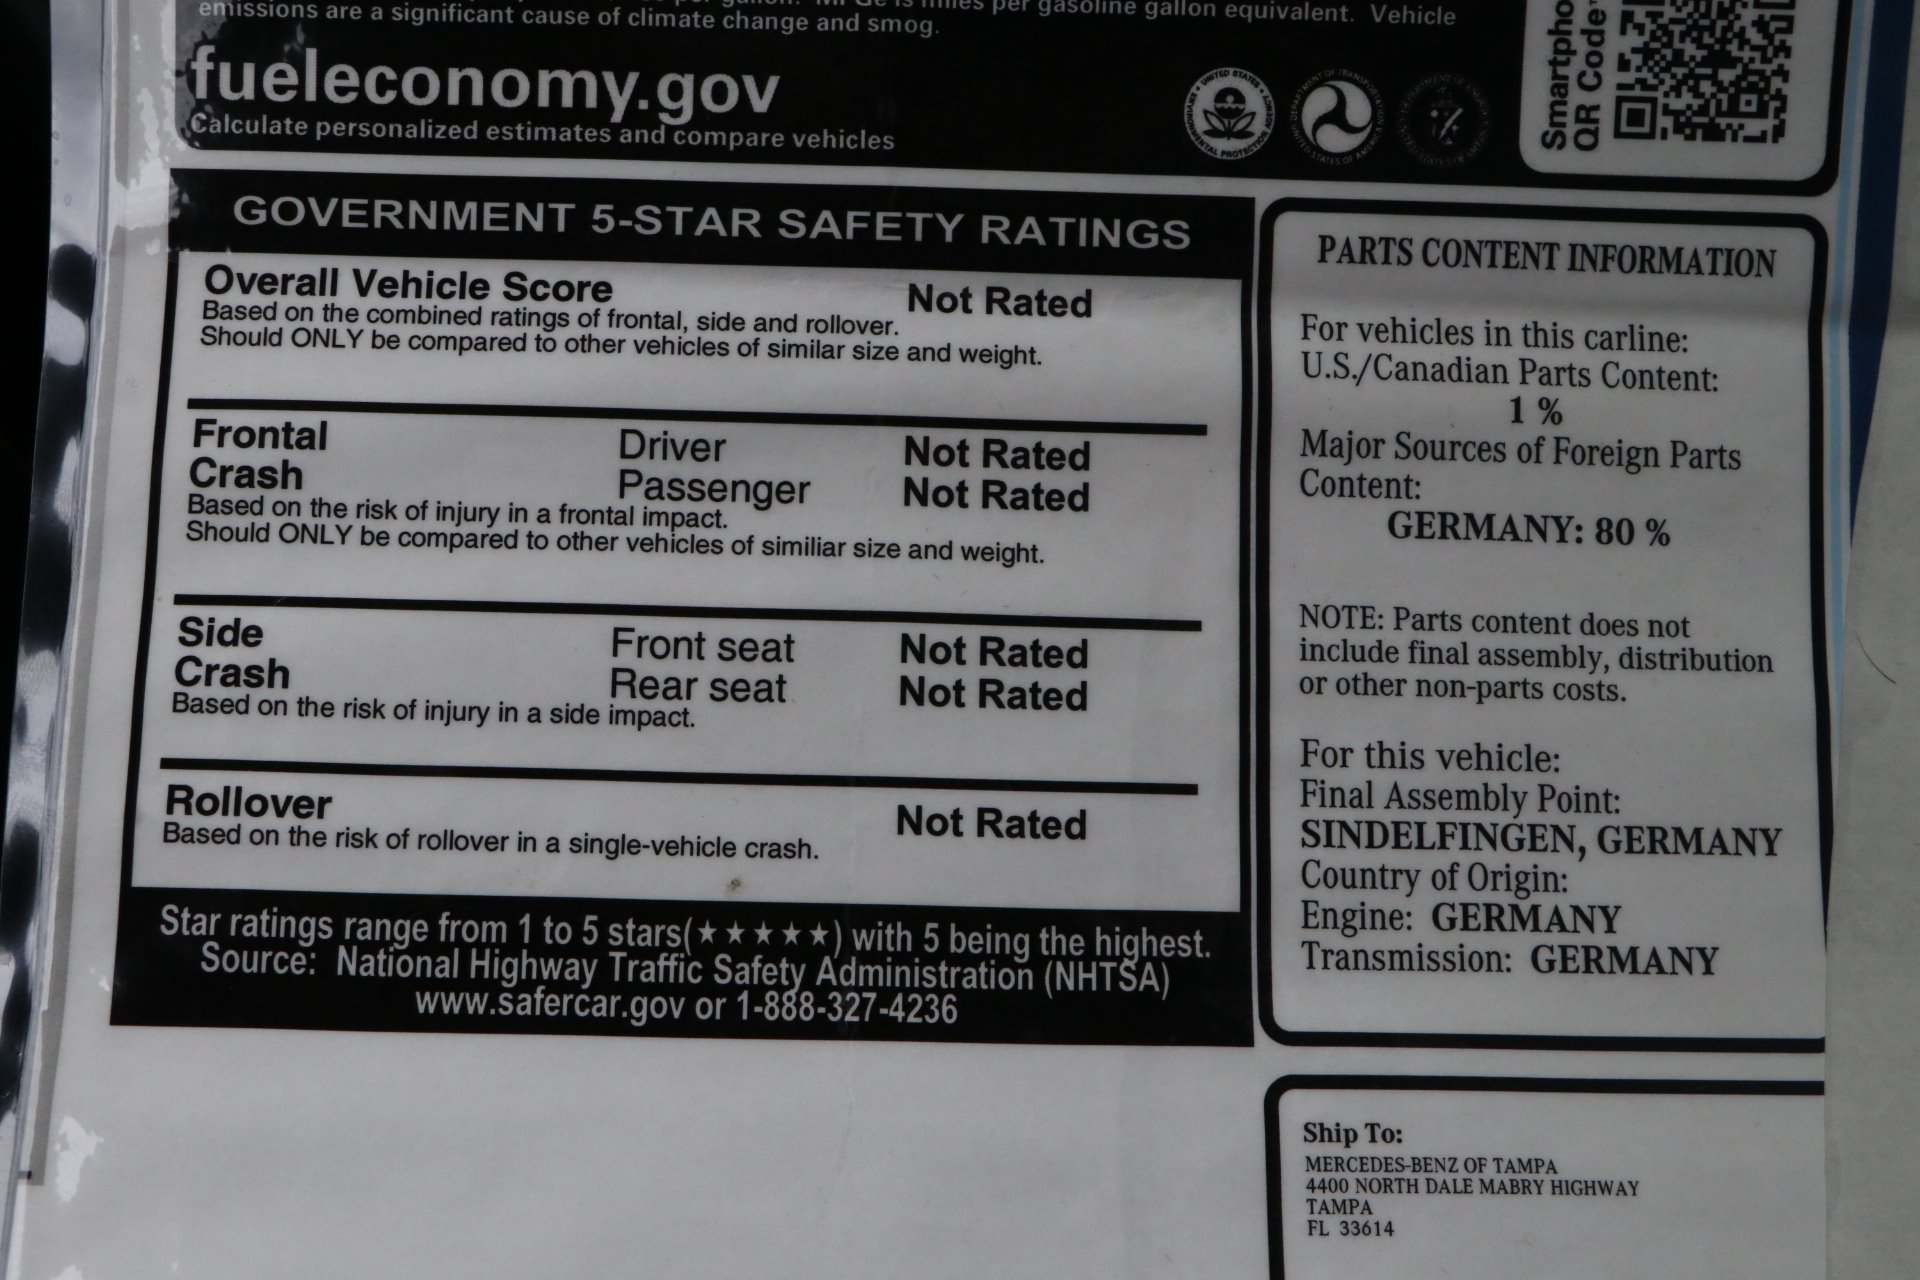 emissions are a significant cause of climate change and smog.
per gasoline gallon equivalent. Vehicle
fueleconomy.gov
Calculate personalized estimates and compare vehicles
Smartpho
QR Code
GOVERNMENT 5-STAR SAFETY RATINGS
Overall Vehicle Score Not Rated
Based on the combined ratings of frontal, side and rollover.
Should ONLY be compared to other vehicles of similar size and weight.
Frontal Driver Not Rated
Crash Passenger Not Rated
Based on the risk of injury in a frontal impact.
Should ONLY be compared to other vehicles of similiar size and weight.
Side Front seat Not Rated
Crash Rear seat Not Rated
Based on the risk of injury in a side impact.
Rollover Not Rated
Based on the risk of rollover in a single-vehicle crash.
Star ratings range from 1 to 5 stars(★★★★★) with 5 being the highest.
Source: National Highway Traffic Safety Administration (NHTSA)
www.safercar.gov or 1-888-327-4236
PARTS CONTENT INFORMATION
For vehicles in this carline:
U.S./Canadian Parts Content:
1 %
Major Sources of Foreign Parts
Content:
GERMANY: 80 %
NOTE: Parts content does not
include final assembly, distribution
or other non-parts costs.
For this vehicle:
Final Assembly Point:
SINDELFINGEN, GERMANY
Country of Origin:
Engine: GERMANY
Transmission: GERMANY
Ship To:
MERCEDES-BENZ OF TAMPA
4400 NORTH DALE MABRY HIGHWAY
TAMPA
FL 33614